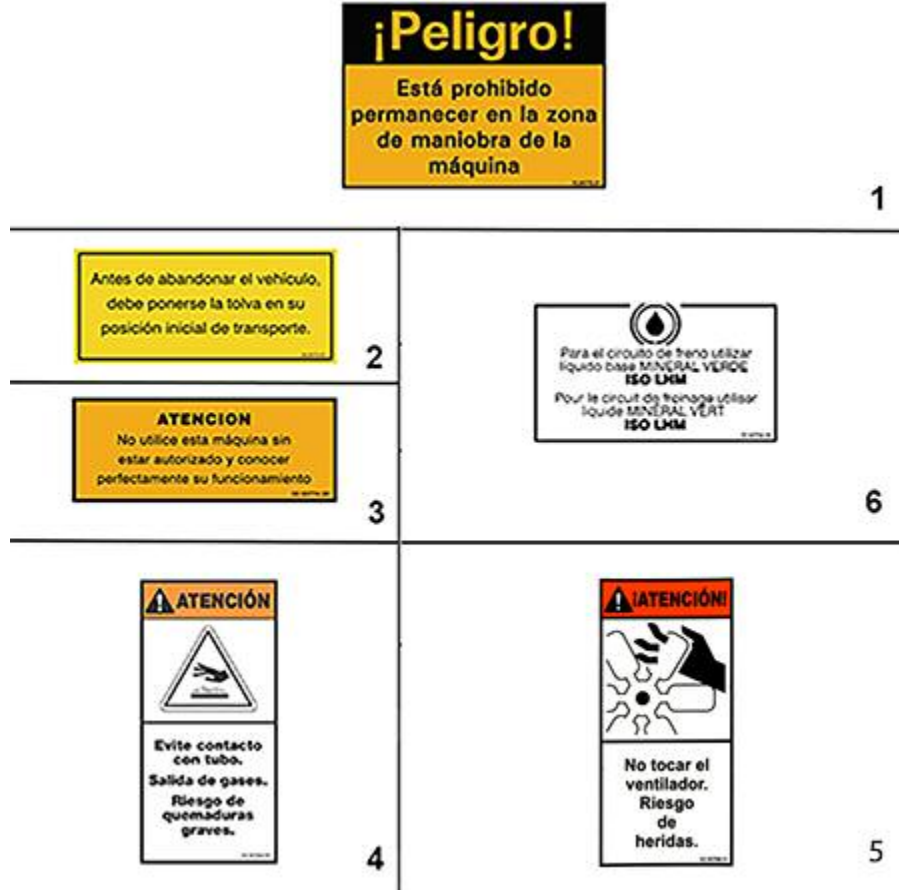 ¡Peligro!
Está prohibido
permanecer en la zona
de maniobra de la
máquina
1
Antes de abandonar el vehículo,
debe ponerse la tolva en su
posición inicial de transporte.
2
ATENCION
No utilice esta máquina sin
estar autorizado y conocer
perfectamente su funcionamiento
3
Para el circuito de freno utilizar
líquido base MINERAL VERDE
ISO LHM
Pour le circuit de freinage utilisar
liquide MINERAL VERT
ISO LHM
6
ATENCIÓN
Evite contacto
con tubo.
Salida de gases.
Riesgo de
quemaduras
graves.
4
¡ATENCIÓN!
No tocar el
ventilador.
Riesgo
de
heridas.
5